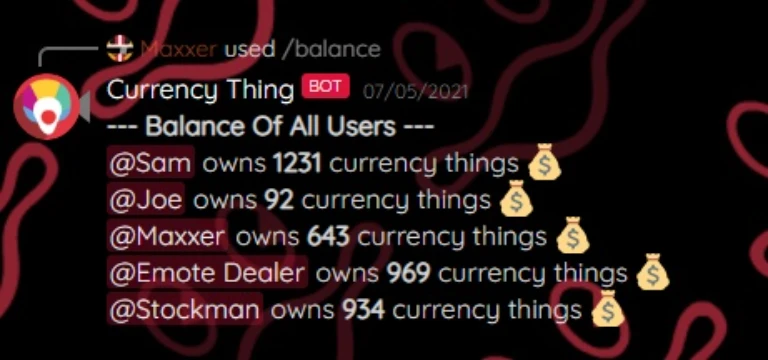 Maxxer used /balance
Currency Thing BOT 07/05/2021
--- Balance Of All Users ---
@Sam owns 1231 currency things 💰
@Joe owns 92 currency things 💰
@Maxxer owns 643 currency things 💰
@Emote Dealer owns 969 currency things 💰
@Stockman owns 934 currency things 💰